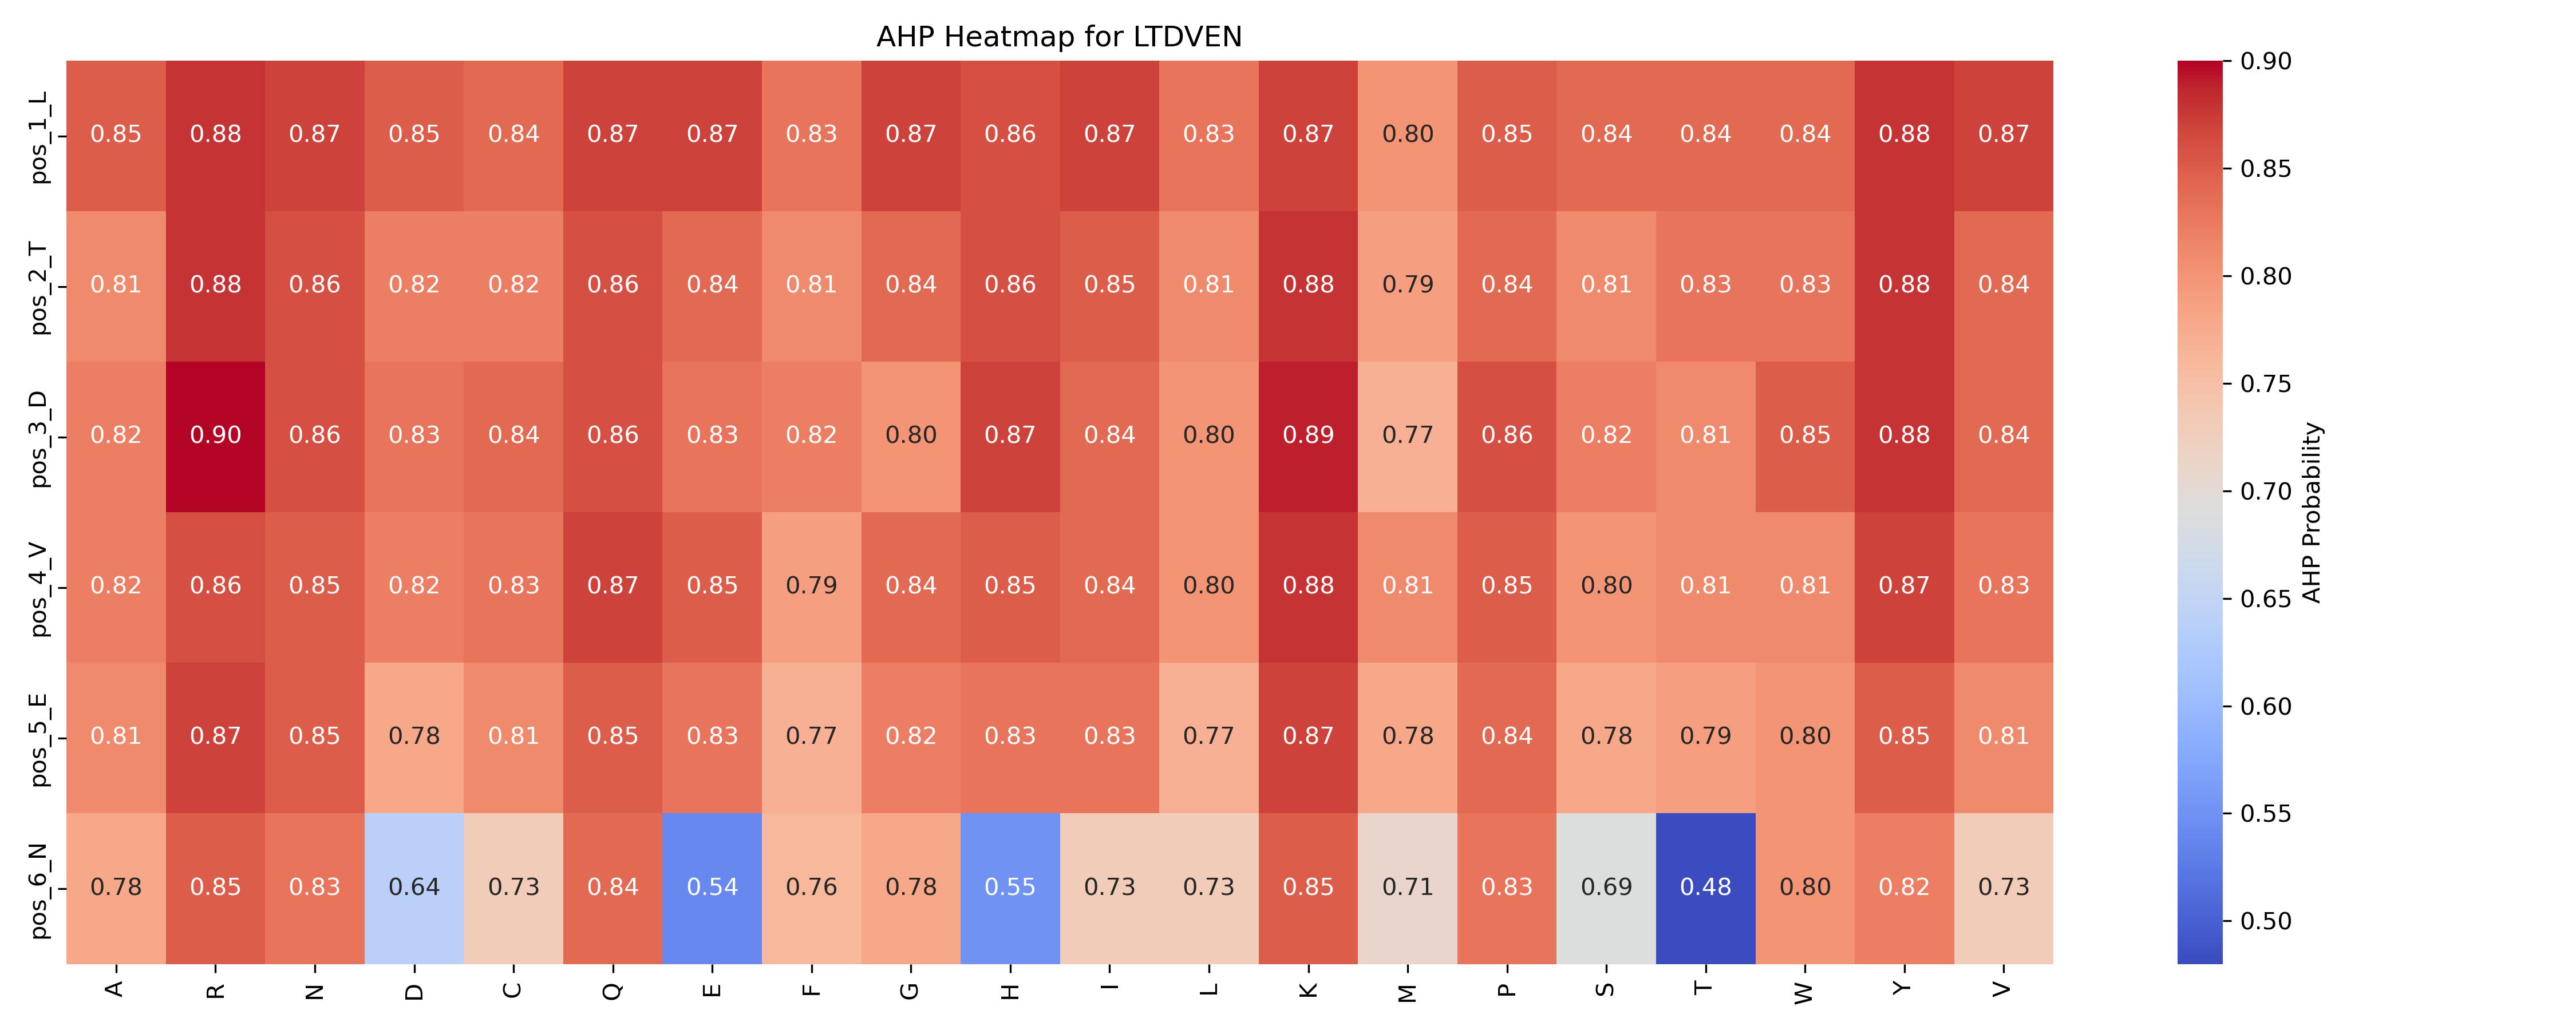 AHP Heatmap for LTDVEN
pos_1_L 0.85 0.88 0.87 0.85 0.84 0.87 0.87 0.83 0.87 0.86 0.87 0.83 0.87 0.80 0.85 0.84 0.84 0.84 0.88 0.87
pos_2_T 0.81 0.88 0.86 0.82 0.82 0.86 0.84 0.81 0.84 0.86 0.85 0.81 0.88 0.79 0.84 0.81 0.83 0.83 0.88 0.84
pos_3_D 0.82 0.90 0.86 0.83 0.84 0.86 0.83 0.82 0.80 0.87 0.84 0.80 0.89 0.77 0.86 0.82 0.81 0.85 0.88 0.84
pos_4_V 0.82 0.86 0.85 0.82 0.83 0.87 0.85 0.79 0.84 0.85 0.84 0.80 0.88 0.81 0.85 0.80 0.81 0.81 0.87 0.83
pos_5_E 0.81 0.87 0.85 0.78 0.81 0.85 0.83 0.77 0.82 0.83 0.83 0.77 0.87 0.78 0.84 0.78 0.79 0.80 0.85 0.81
pos_6_N 0.78 0.85 0.83 0.64 0.73 0.84 0.54 0.76 0.78 0.55 0.73 0.73 0.85 0.71 0.83 0.69 0.48 0.80 0.82 0.73
A R N D C Q E F G H I L K M P S T W Y V
0.90
0.85
0.80
0.75
0.70
0.65
0.60
0.55
0.50
AHP Probability